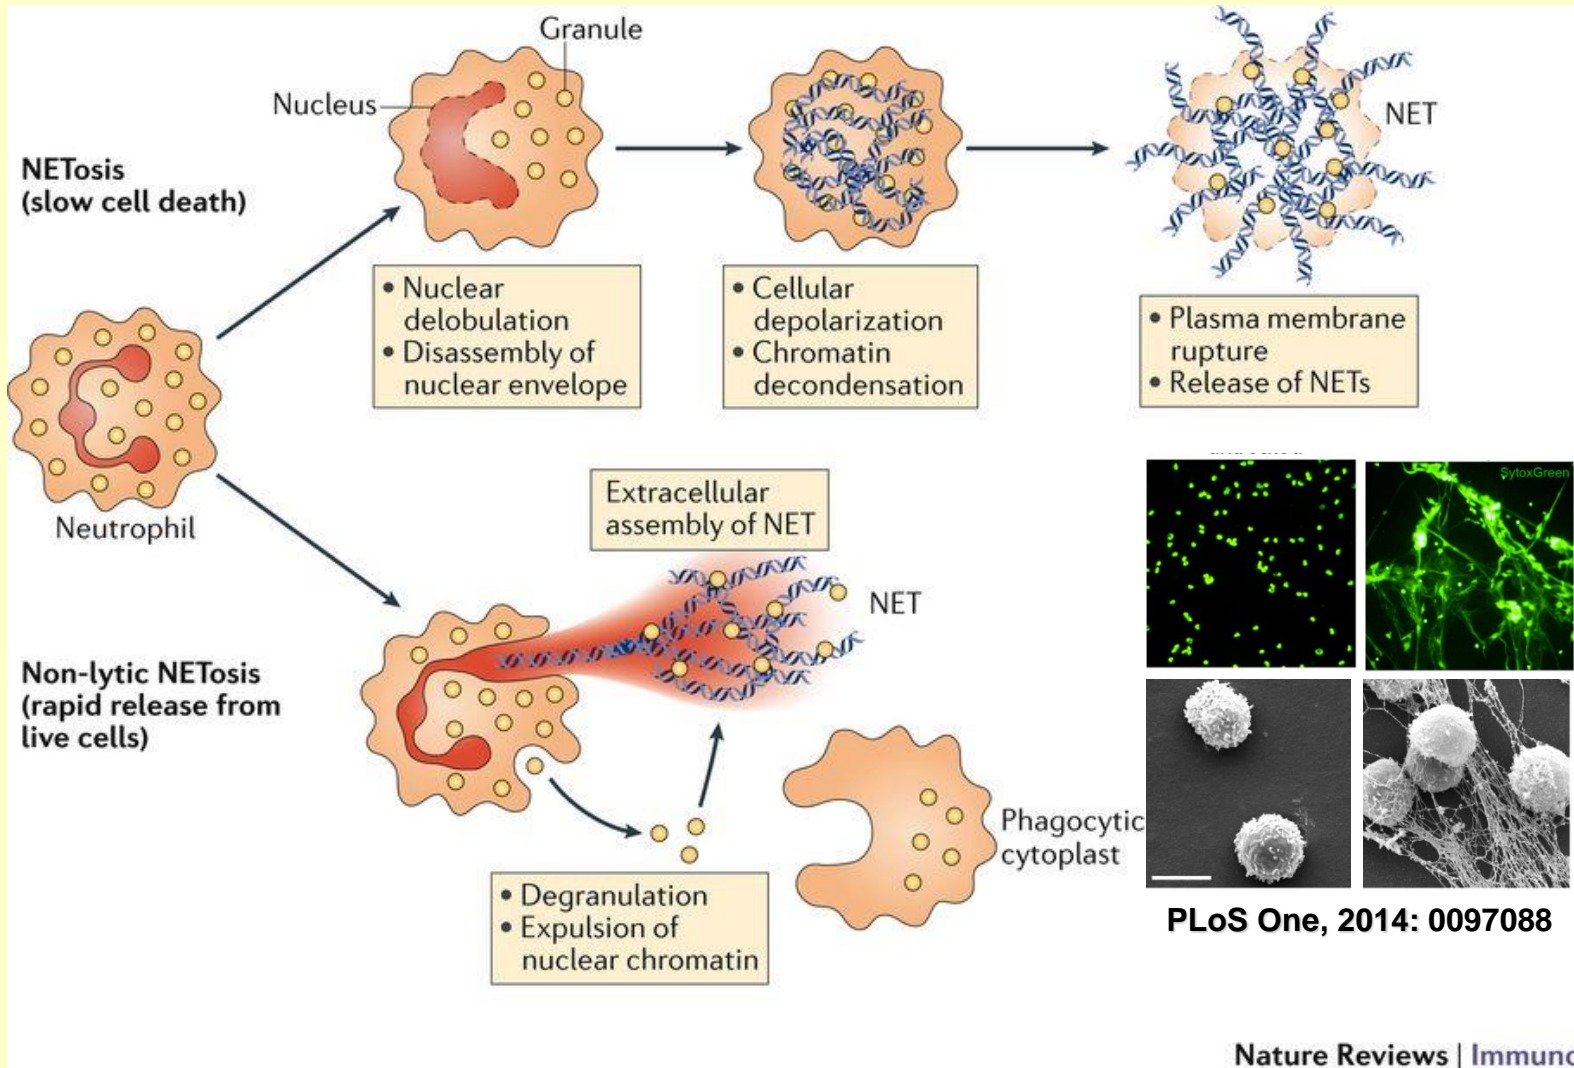 Granule
Nucleus
NET
NETosis
(slow cell death)
• Nuclear
delobulation
• Disassembly of
nuclear envelope
• Cellular
depolarization
• Chromatin
decondensation
• Plasma membrane
rupture
• Release of NETs
Neutrophil
Extracellular
assembly of NET
SytoxGreen
NET
Non-lytic NETosis
(rapid release from
live cells)
Phagocytic
cytoplast
• Degranulation
• Expulsion of
nuclear chromatin
PLoS One, 2014: 0097088
Nature Reviews | Immuno